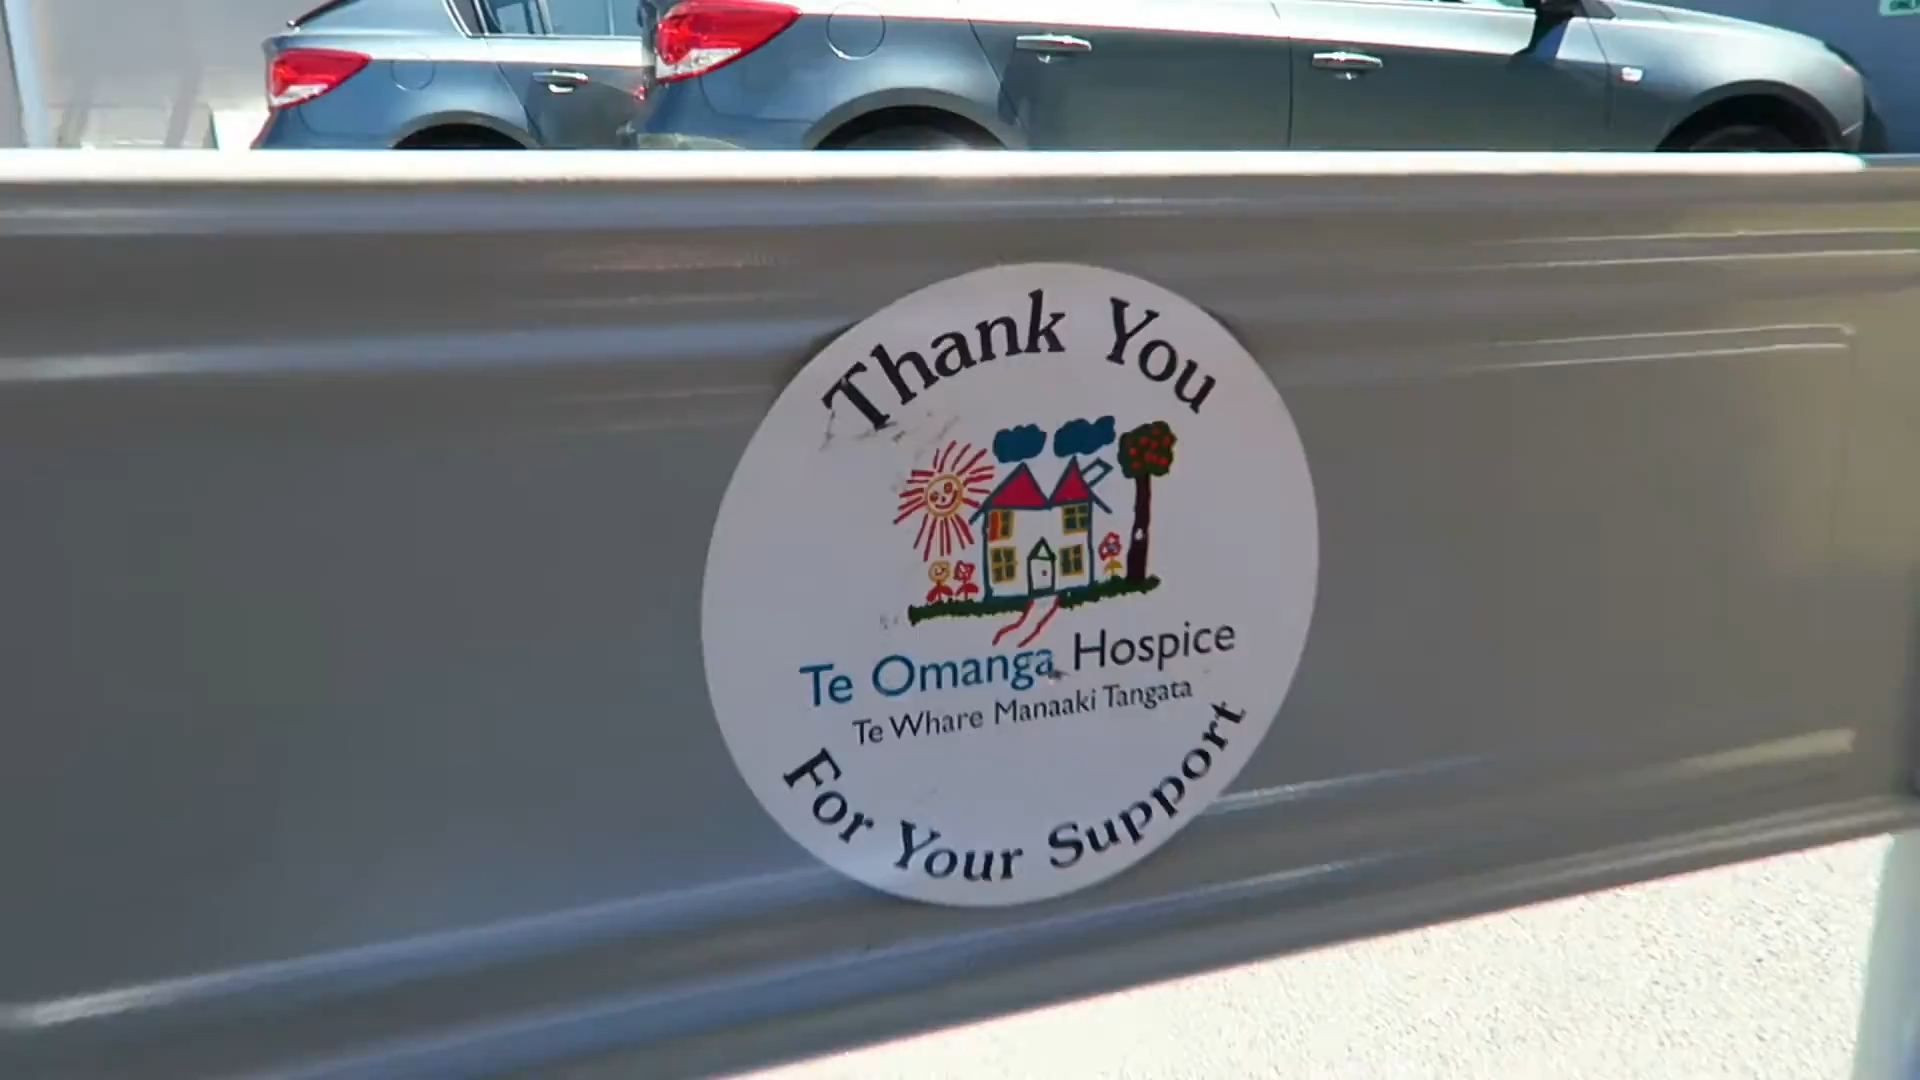 Thank You
Te Omanga Hospice
Te Whare Manaaki Tangata
For Your Support